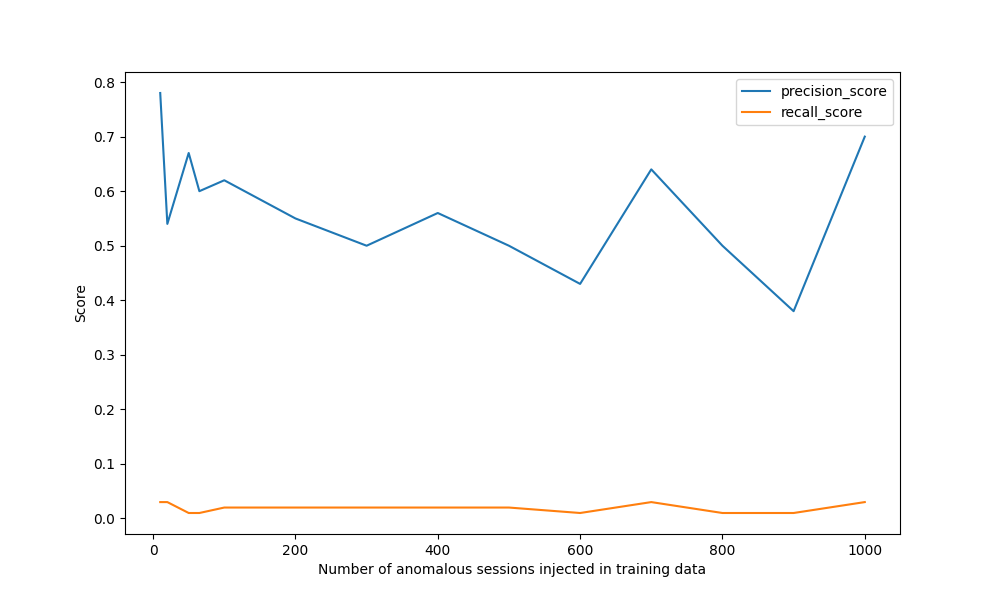 precision_score
recall_score
0.8
0.7
0.6
0.5
0.4
0.3
0.2
0.1
0.0
Score
0 200 400 600 800 1000
Number of anomalous sessions injected in training data